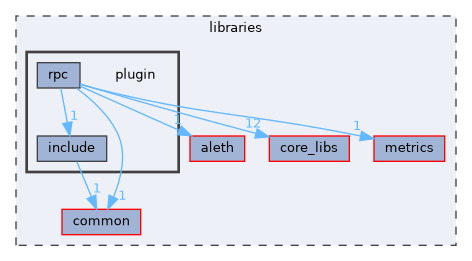 libraries
rpc
plugin
1
1
12
1
include
aleth
core_libs
metrics
1
1
common